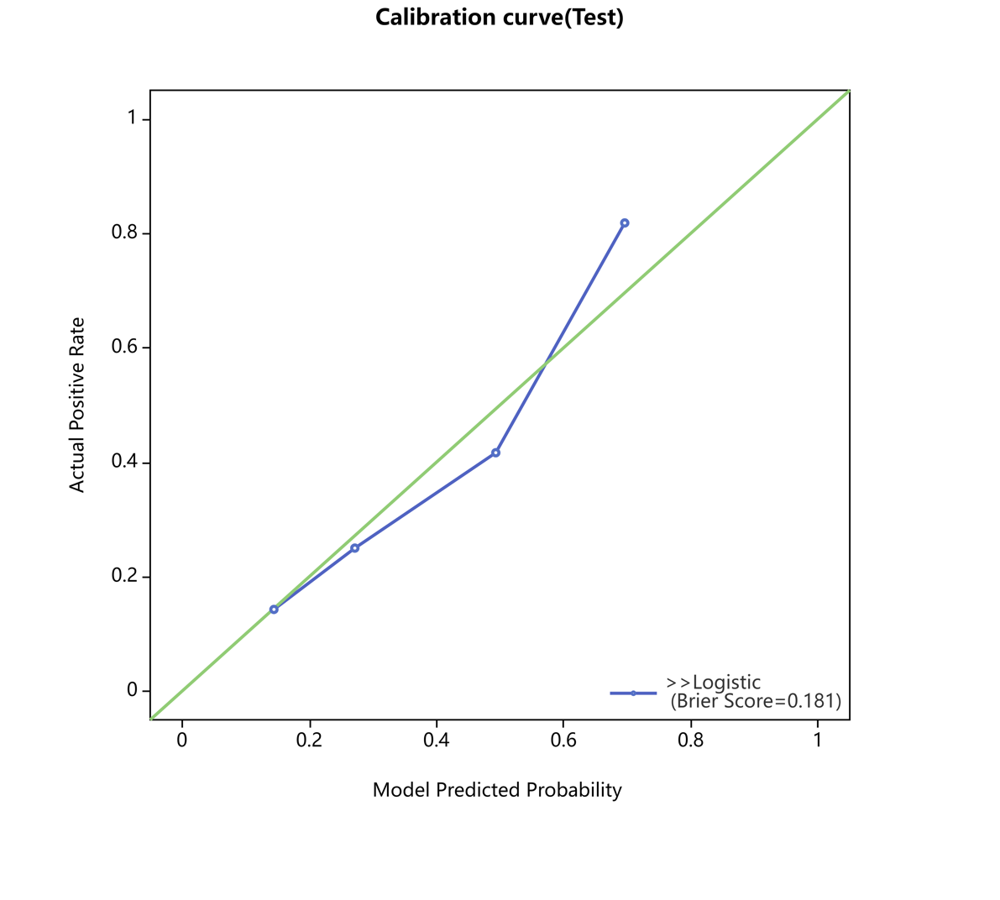 Calibration curve(Test)
1
0.8
0.6
0.4
0.2
0
Actual Positive Rate
>>Logistic
(Brier Score=0.181)
0 0.2 0.4 0.6 0.8 1
Model Predicted Probability